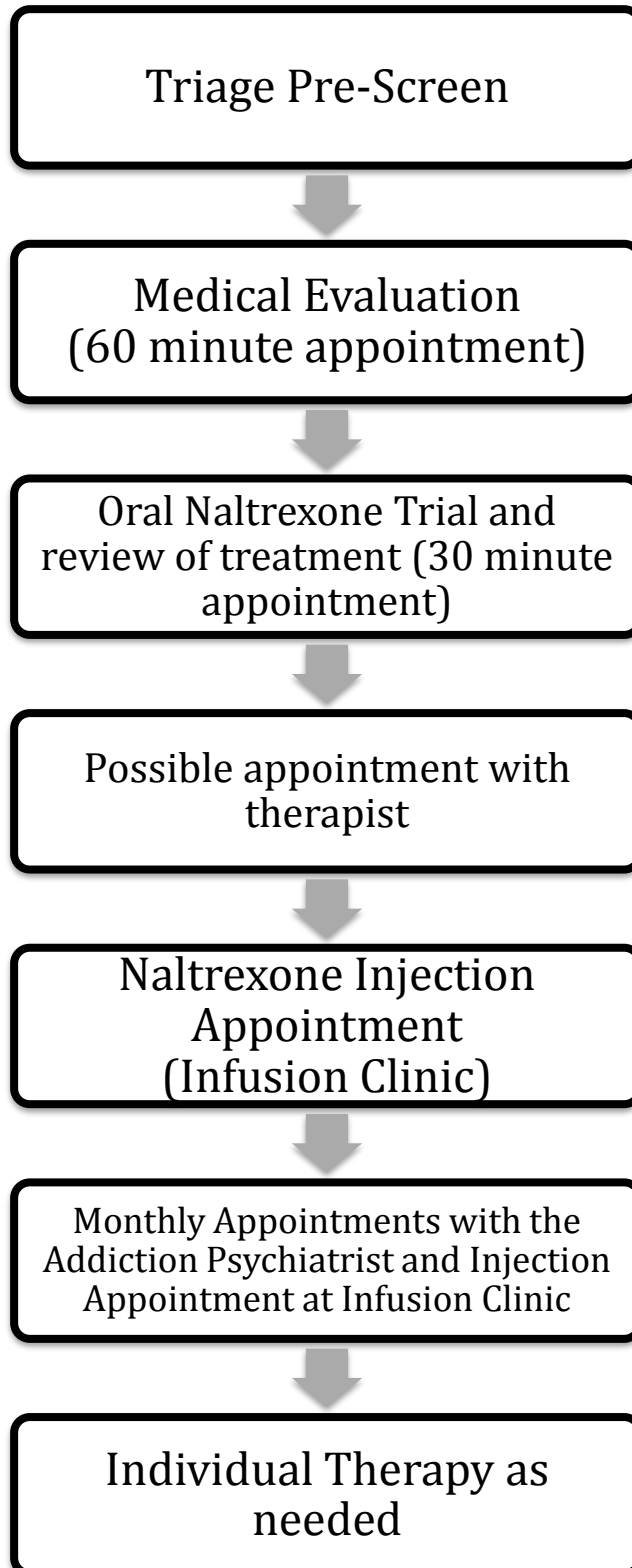 Triage Pre-Screen
Medical Evaluation
(60 minute appointment)
Oral Naltrexone Trial and
review of treatment (30 minute
appointment)
Possible appointment with
therapist
Naltrexone Injection
Appointment
(Infusion Clinic)
Monthly Appointments with the
Addiction Psychiatrist and Injection
Appointment at Infusion Clinic
Individual Therapy as
needed